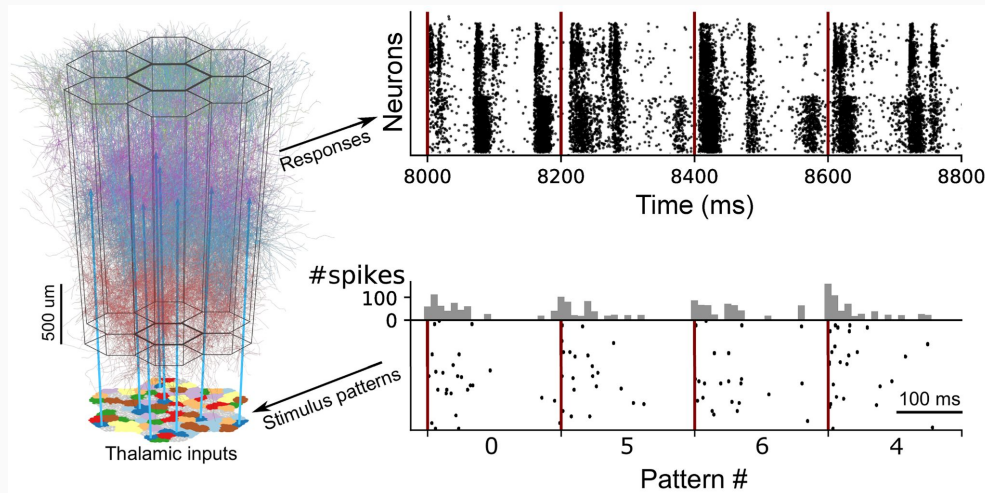 500 um
Thalamic inputs
Responses
Stimulus patterns
Neurons
8000 8200 8400 8600 8800
Time (ms)
#spikes
100
0
100 ms
0 5 6 4
Pattern #